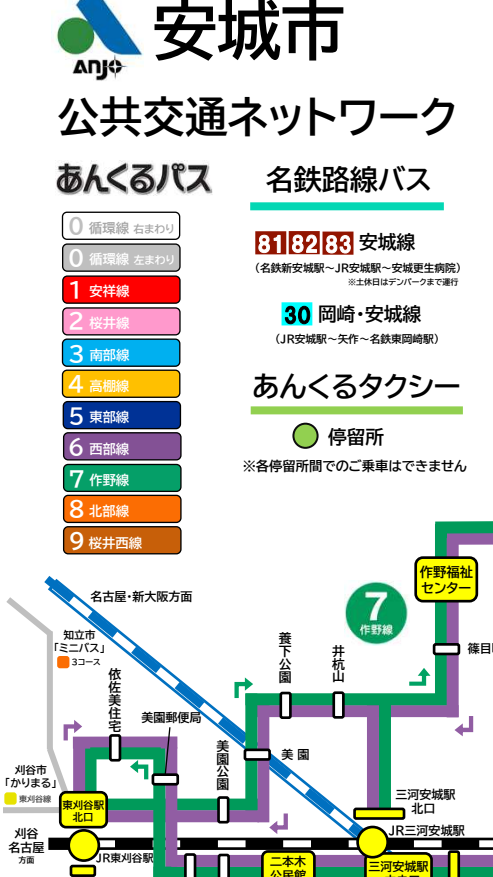 安城市
ANJO
公共交通ネットワーク
あんくるバス
0 循環線 右まわり
0 循環線 左まわり
1 安祥線
2 桜井線
3 南部線
4 高棚線
5 東部線
6 西部線
7 作野線
8 北部線
9 桜井西線
名鉄路線バス
81 82 83 安城線
(名鉄新安城駅～JR安城駅～安城更生病院)
※土休日はデンパークまで運行
30 岡崎・安城線
(JR安城駅～矢作～名鉄東岡崎駅)
あんくるタクシー
停留所
※各停留所間でのご乗車はできません
名古屋・新大阪方面
知立市
「ミニバス」
3コース
7
作野線
作野福祉
センター
篠目
養下公園
井杭山
依佐美住宅
美園郵便局
美園公園
美園
刈谷市
「かりまる」
東刈谷線
東刈谷駅
北口
三河安城駅
北口
刈谷
名古屋
方面
JR東刈谷駅
JR三河安城駅
二本木
公民館
三河安城駅